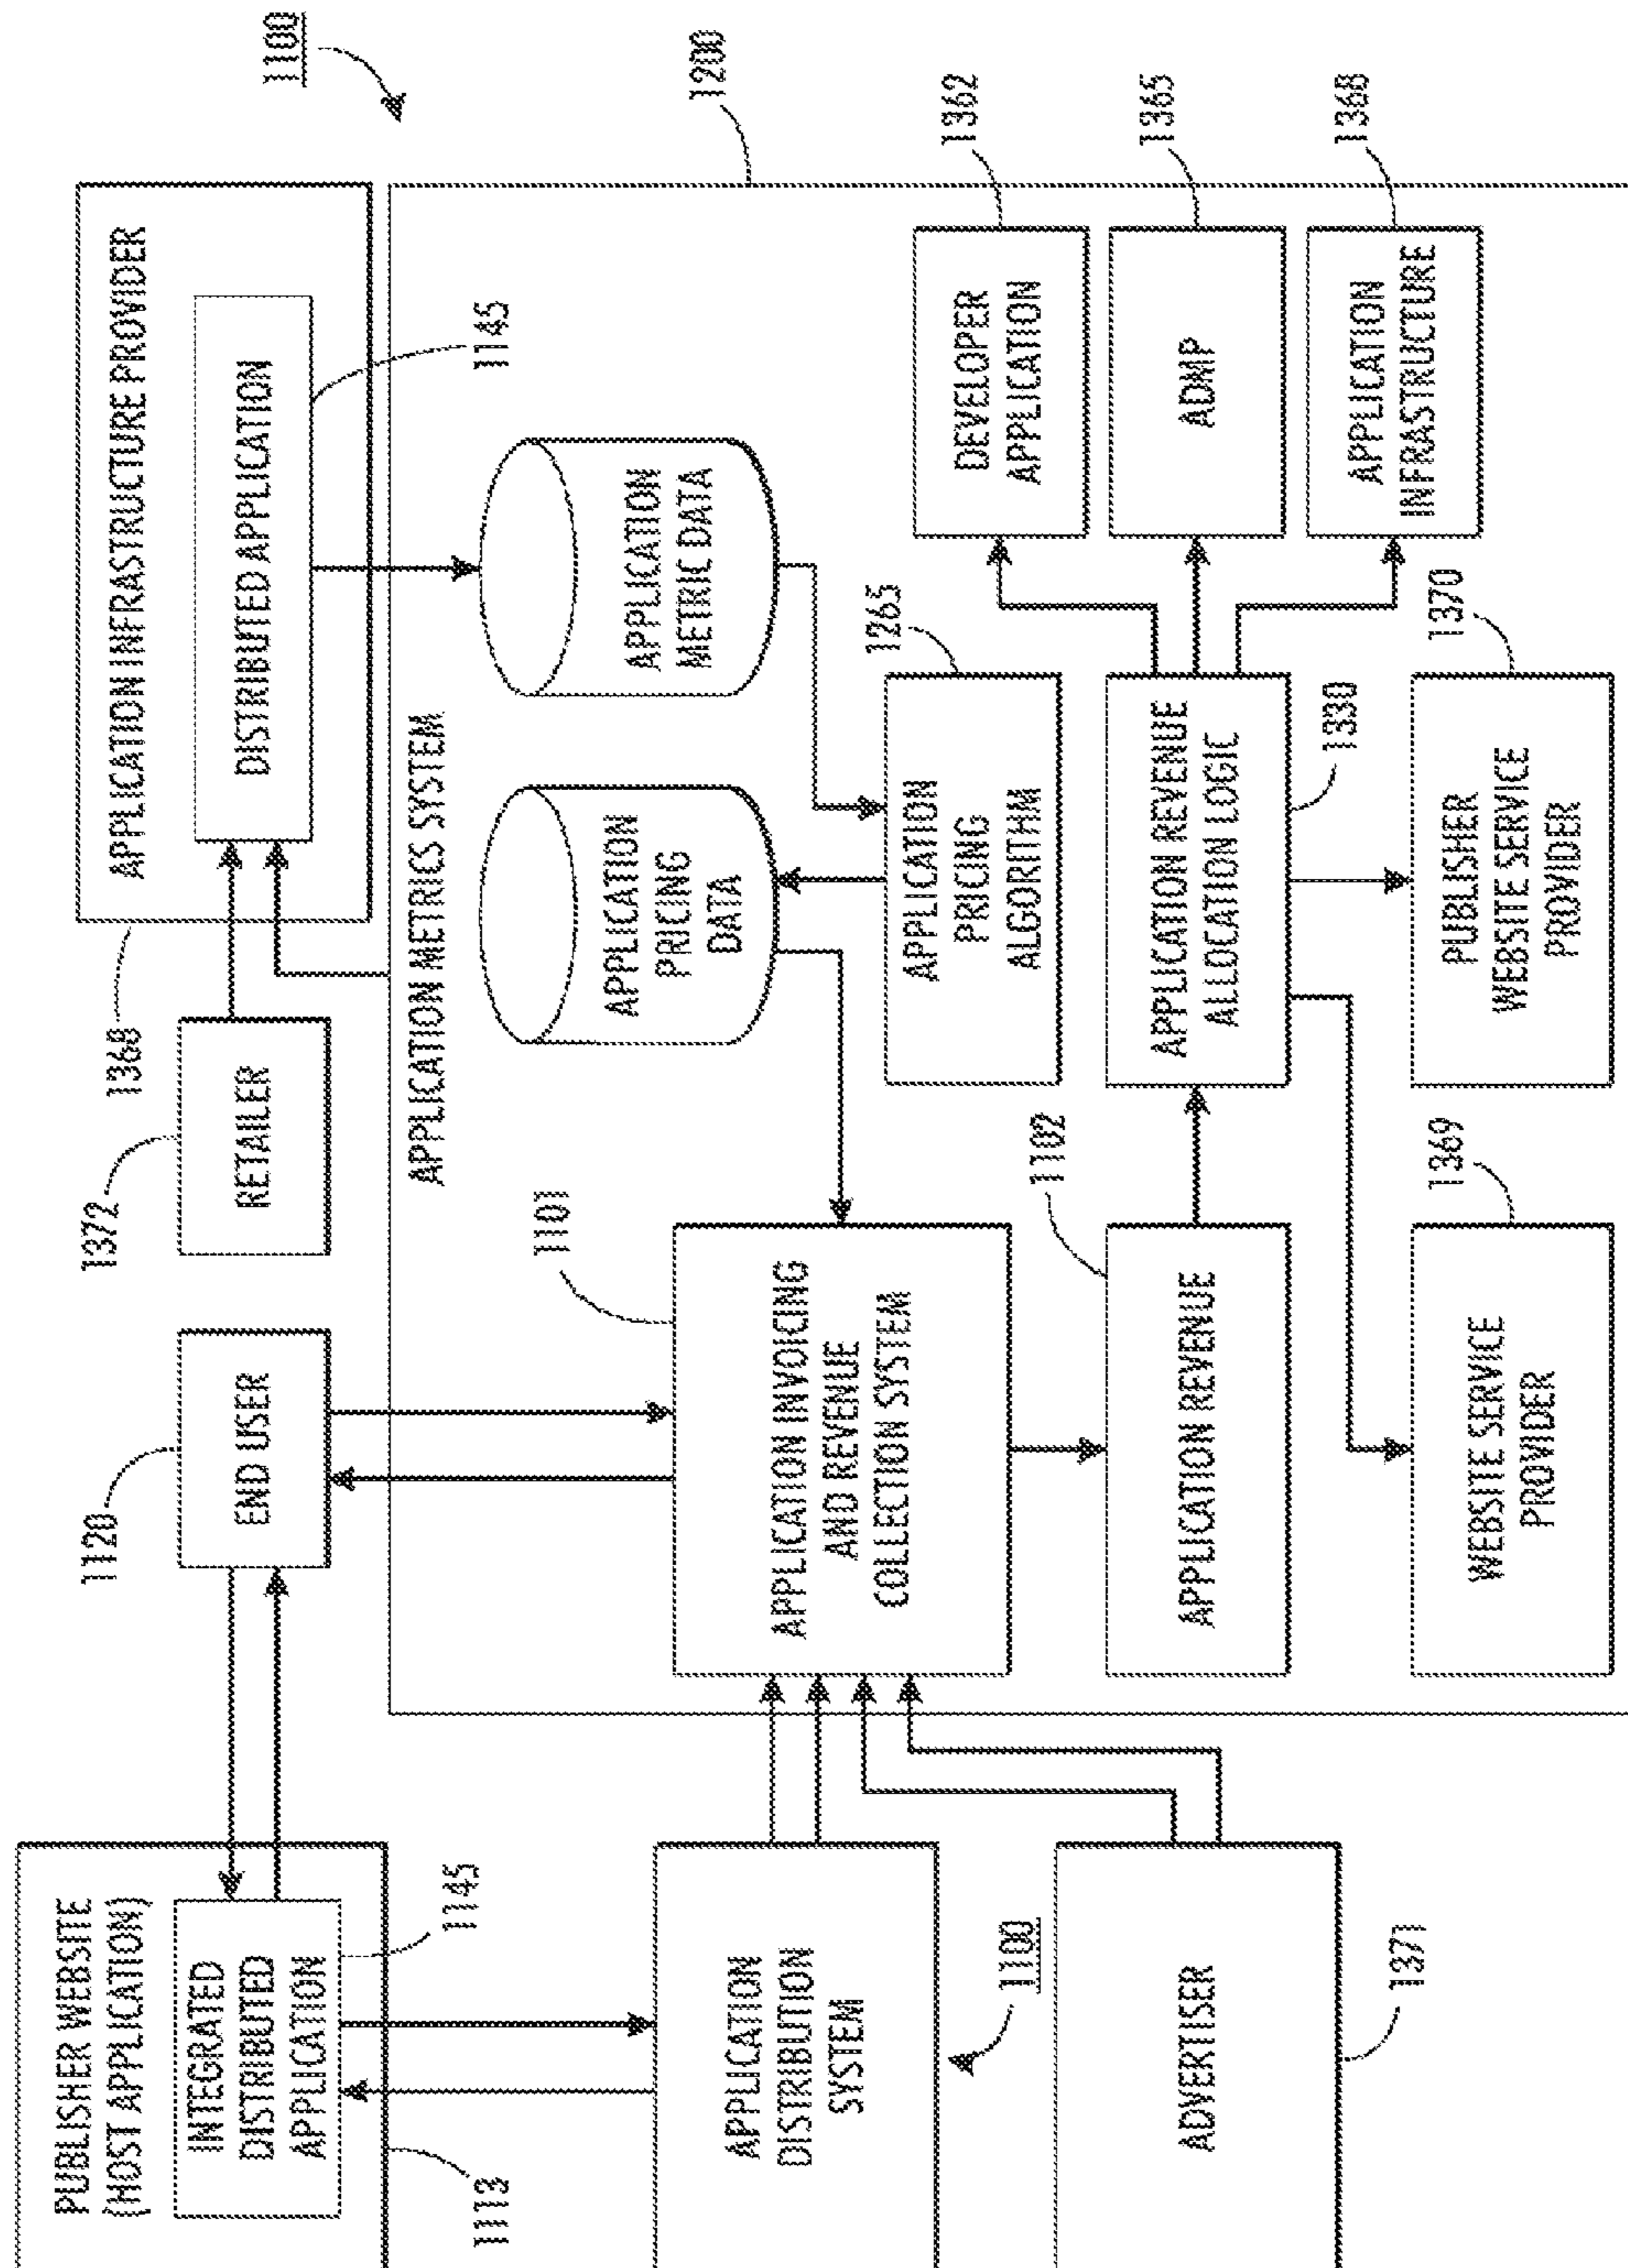 1100
PUBLISHER WEBSITE
(HOST APPLICATION)
INTEGRATED
DISTRIBUTED
APPLICATION
1145
1113
1120
END USER
1372
RETAILER
1368
APPLICATION INFRASTRUCTURE PROVIDER
DISTRIBUTED APPLICATION
1145
APPLICATION METRICS SYSTEM
1200
APPLICATION
DISTRIBUTION
SYSTEM
1100
ADVERTISER
1371
1101
APPLICATION INVOICING
AND REVENUE
COLLECTION SYSTEM
APPLICATION
PRICING
DATA
APPLICATION
METRIC DATA
APPLICATION
PRICING
ALGORITHM
1265
1102
APPLICATION REVENUE
APPLICATION REVENUE
ALLOCATION LOGIC
1330
DEVELOPER
APPLICATION
1362
ADMP
1365
APPLICATION
INFRASTRUCTURE
1368
WEBSITE SERVICE
PROVIDER
1369
PUBLISHER
WEBSITE SERVICE
PROVIDER
1370